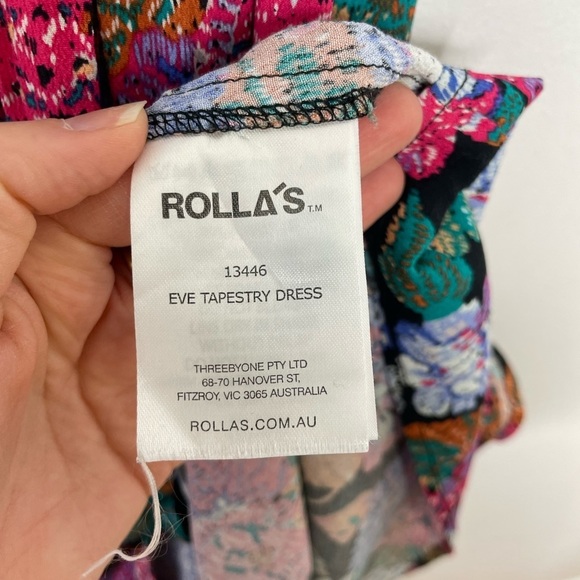 ROLLA'S TM
13446
EVE TAPESTRY DRESS
THREEBYONE PTY LTD
68-70 HANOVER ST,
FITZROY, VIC 3065 AUSTRALIA
ROLLAS.COM.AU